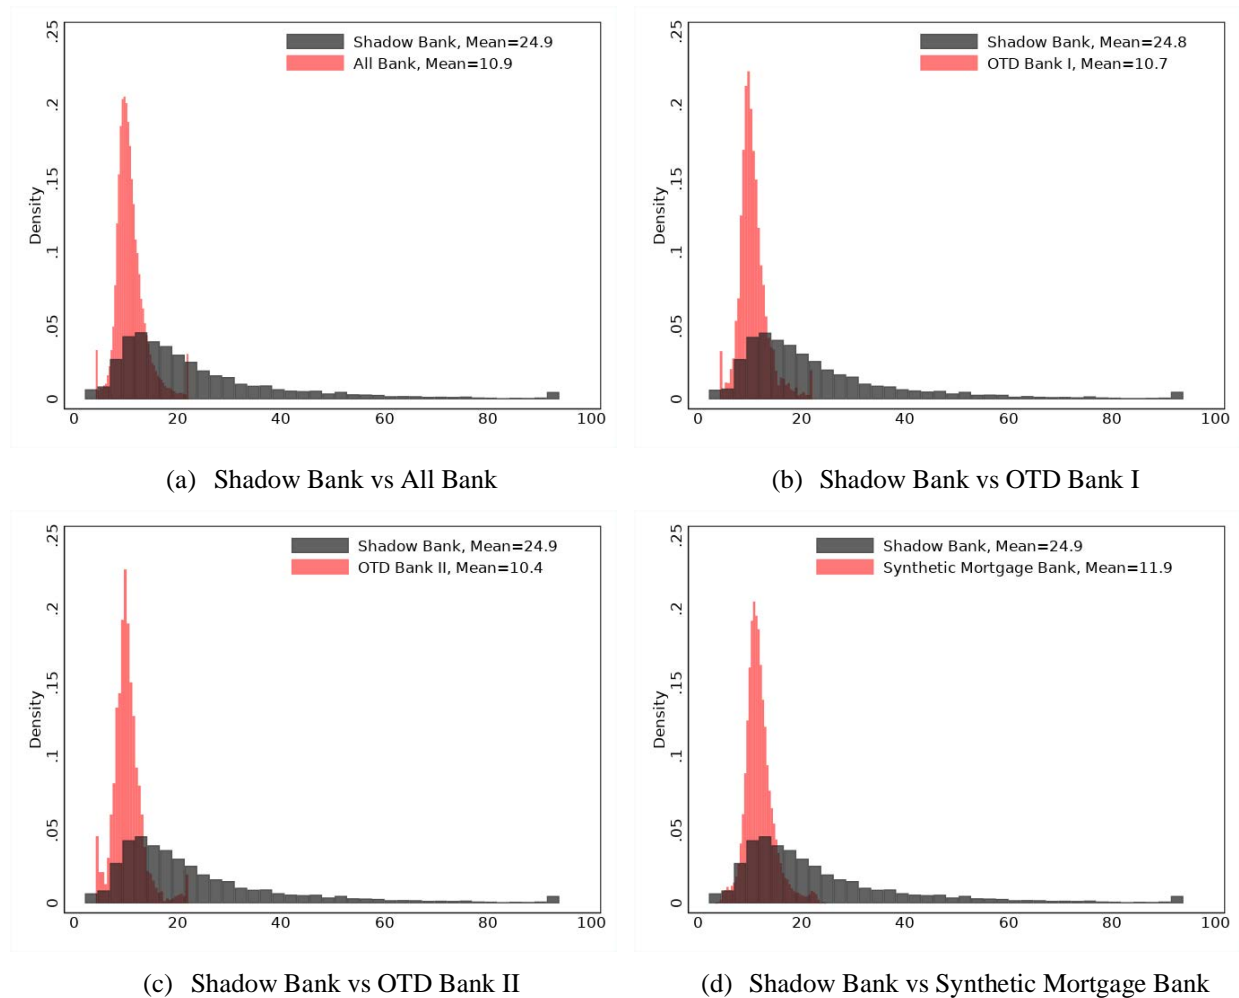 .25
.2
.15
.1
.05
0
Density
Shadow Bank, Mean=24.9
All Bank, Mean=10.9
0 20 40 60 80 100
(a) Shadow Bank vs All Bank
.25
.2
.15
.1
.05
0
Density
Shadow Bank, Mean=24.8
OTD Bank I, Mean=10.7
0 20 40 60 80 100
(b) Shadow Bank vs OTD Bank I
.25
.2
.15
.1
.05
0
Density
Shadow Bank, Mean=24.9
OTD Bank II, Mean=10.4
0 20 40 60 80 100
(c) Shadow Bank vs OTD Bank II
.25
.2
.15
.1
.05
0
Density
Shadow Bank, Mean=24.9
Synthetic Mortgage Bank, Mean=11.9
0 20 40 60 80 100
(d) Shadow Bank vs Synthetic Mortgage Bank